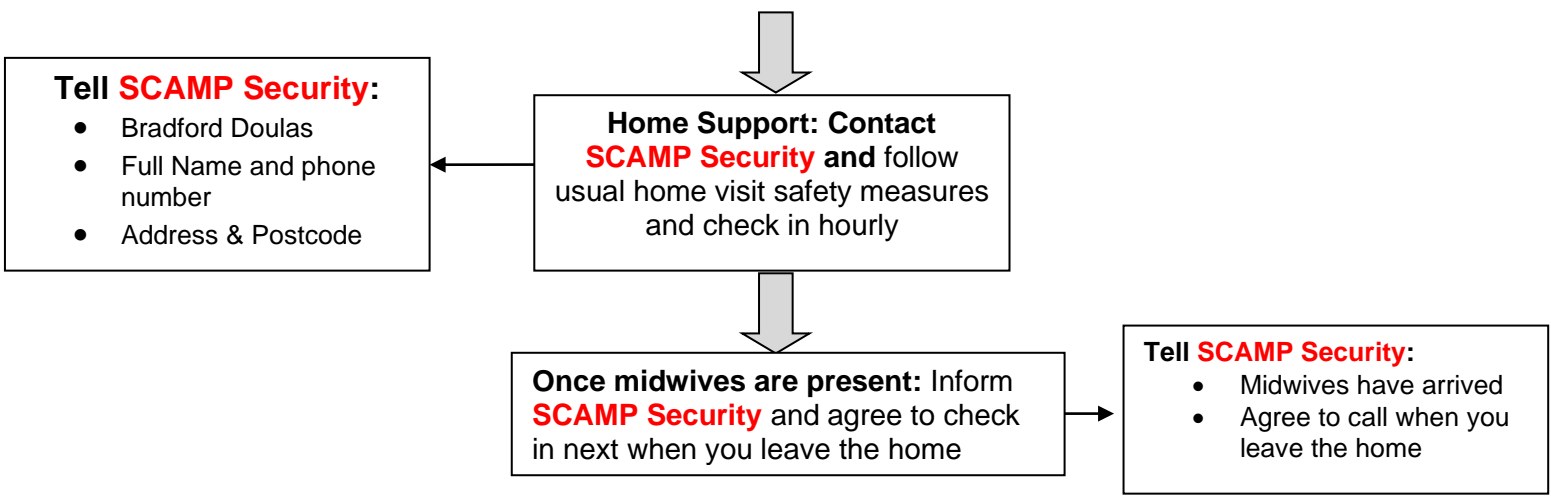 Tell SCAMP Security:
● Bradford Doulas
● Full Name and phone
number
● Address & Postcode
Home Support: Contact
SCAMP Security and follow
usual home visit safety measures
and check in hourly
Once midwives are present: Inform
SCAMP Security and agree to check
in next when you leave the home
Tell SCAMP Security:
● Midwives have arrived
● Agree to call when you
leave the home